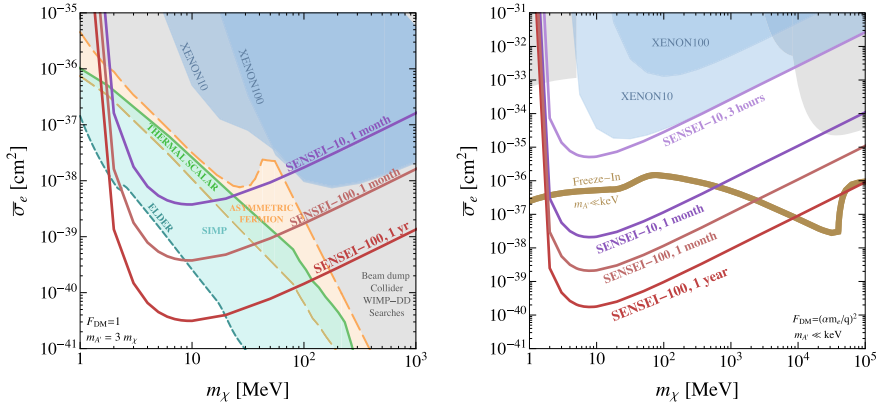 10⁻³⁵
10⁻³⁶
10⁻³⁷
10⁻³⁸
10⁻³⁹
10⁻⁴⁰
10⁻⁴¹
σ̅ₑ [cm²]
XENON10
XENON100
THERMAL SCALAR
SENSEI-10, 1 month
SENSEI-100, 1 month
ASYMMETRIC
FERMION
ELDER
SIMP
SENSEI-100, 1 yr
Beam dump
Collider
WIMP-DD
Searches
F_DM=1
m_A' = 3 m_χ
1
10
10²
10³
m_χ [MeV]
10⁻³¹
10⁻³²
10⁻³³
10⁻³⁴
10⁻³⁵
10⁻³⁶
10⁻³⁷
10⁻³⁸
10⁻³⁹
10⁻⁴⁰
10⁻⁴¹
σ̅ₑ [cm²]
XENON100
XENON10
SENSEI-10, 3 hours
Freeze-In
m_A' ≪ keV
SENSEI-10, 1 month
SENSEI-100, 1 month
SENSEI-100, 1 year
F_DM=(αmₑ/q)²
m_A' ≪ keV
1
10
10²
10³
10⁴
10⁵
m_χ [MeV]